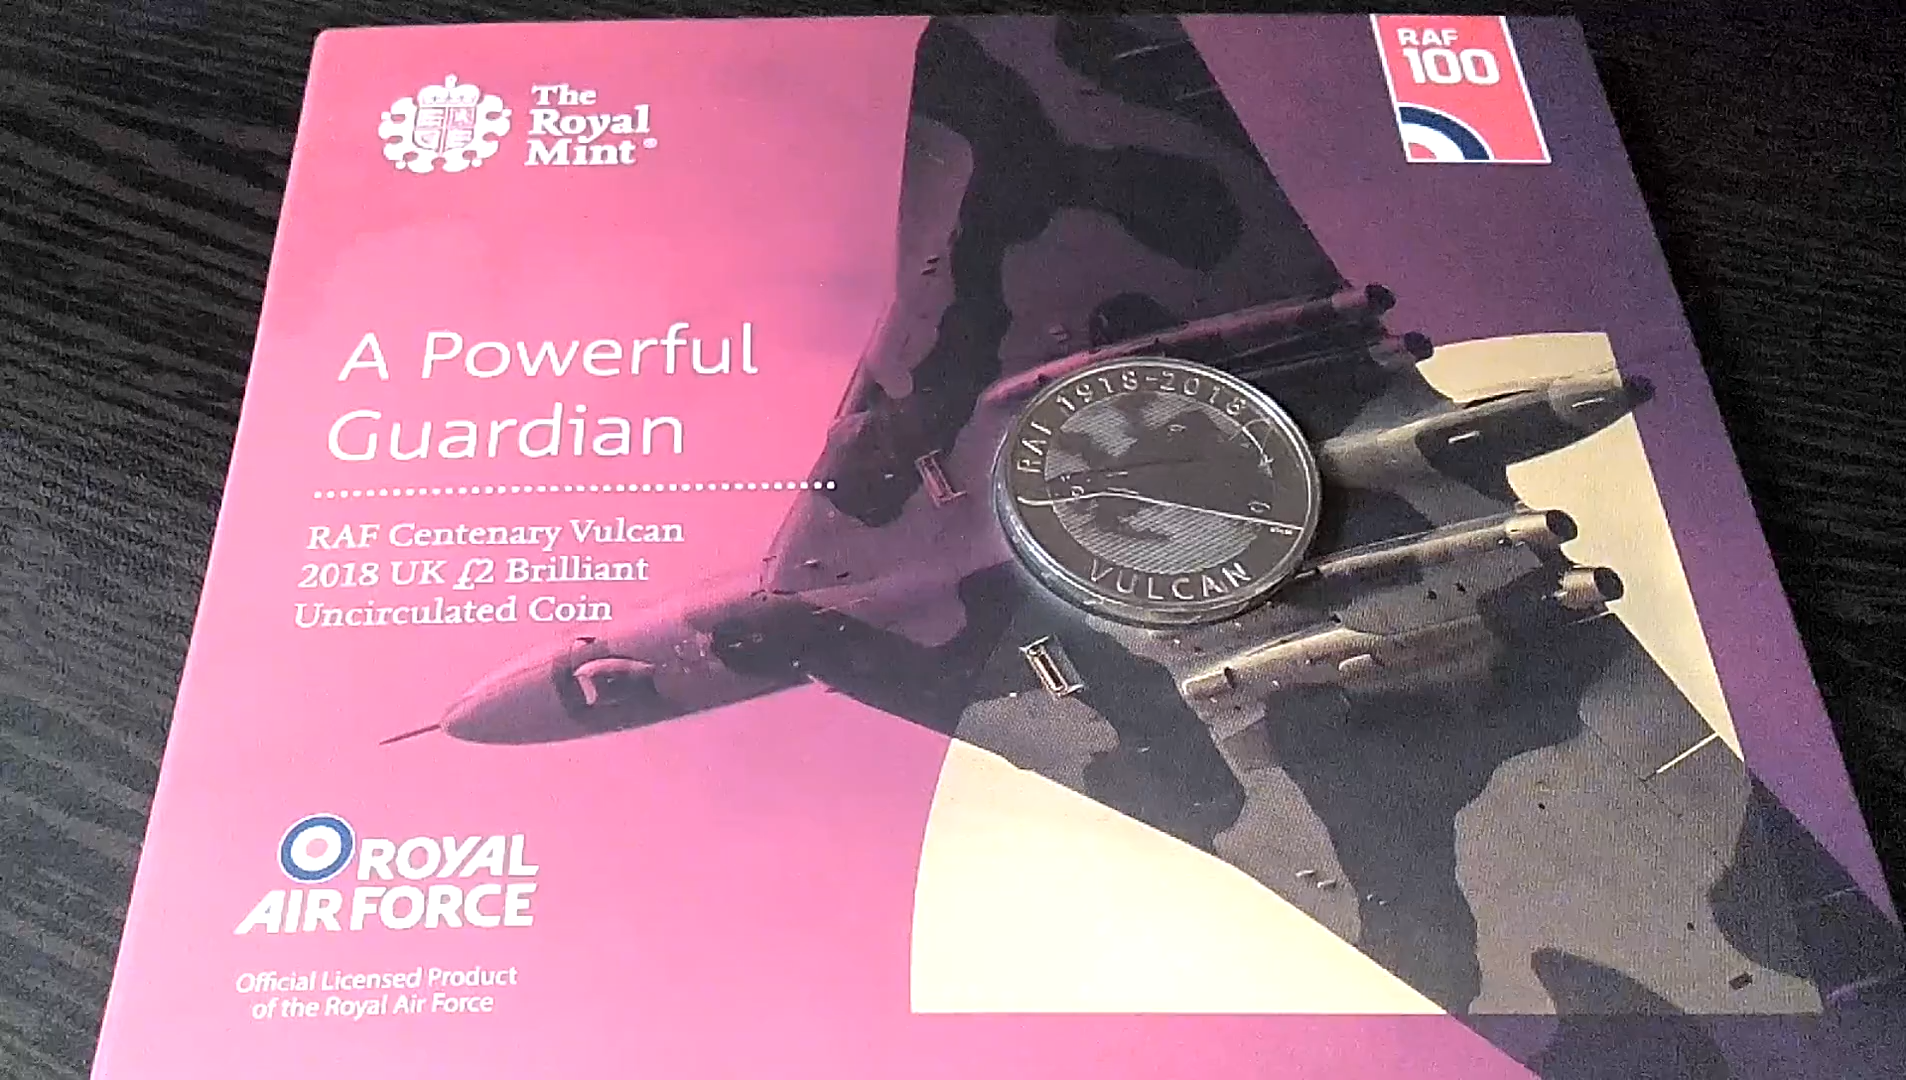 The
Royal
Mint
RAF
100
A Powerful
Guardian
RAF Centenary Vulcan
2018 UK £2 Brilliant
Uncirculated Coin
RAF 1918-2018
VULCAN
ROYAL
AIR FORCE
Official Licensed Product
of the Royal Air Force